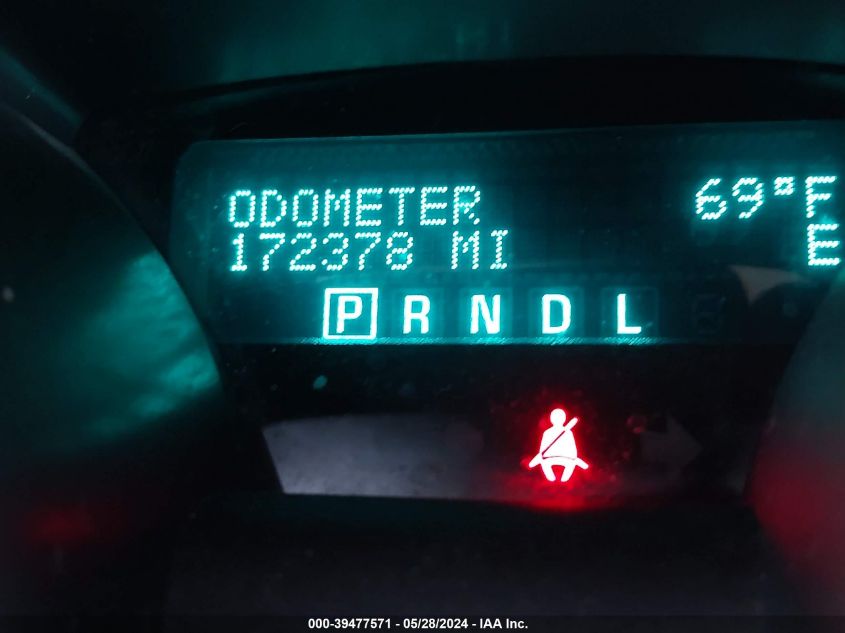 ODOMETER 69°F
172378 MI E
P R N D L
000-39477571 - 05/28/2024 - IAA Inc.